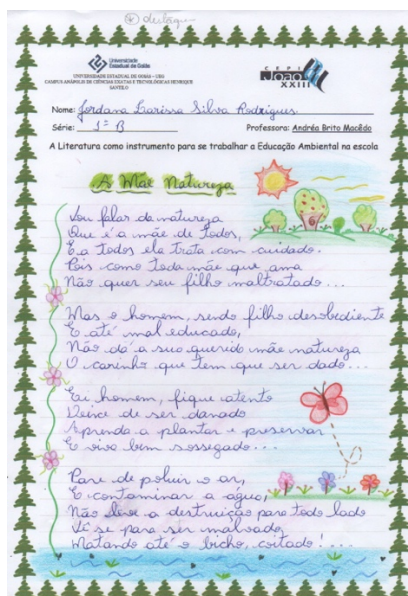 destaque
Universidade
Estadual de Goiás
UNIVERSIDADE ESTADUAL DE GOIÁS – UEG
CAMPUS ANÁPOLIS DE CIÊNCIAS EXATAS E TECNOLÓGICAS HENRIQUE
SANTILLO
CEPI
João
XXIII
Nome: Jordana Larissa Silva Rodrigues
Série: 1ª B Professora: Andréa Brito Macêdo
A Literatura como instrumento para se trabalhar a Educação Ambiental na escola
A Mãe Natureza
Vou falar da natureza
Que é a mãe de todos,
E a todos ela trata com cuidado.
Pois como toda mãe que ama
Não quer seu filho maltratado...
Mas o homem, sendo filho desobediente
E até mal educado,
Não dá a sua querida mãe natureza
O carinho que tem que ser dado...
Ei homem, fique atento
Deixe de ser danado
Aprenda a plantar e preservar
E viva bem sossegado...
Pare de poluir o ar,
E contaminar a água,
Não leve a destruição para todo lado
Vê se para ser malvado,
Matando até o bicho, coitado!...